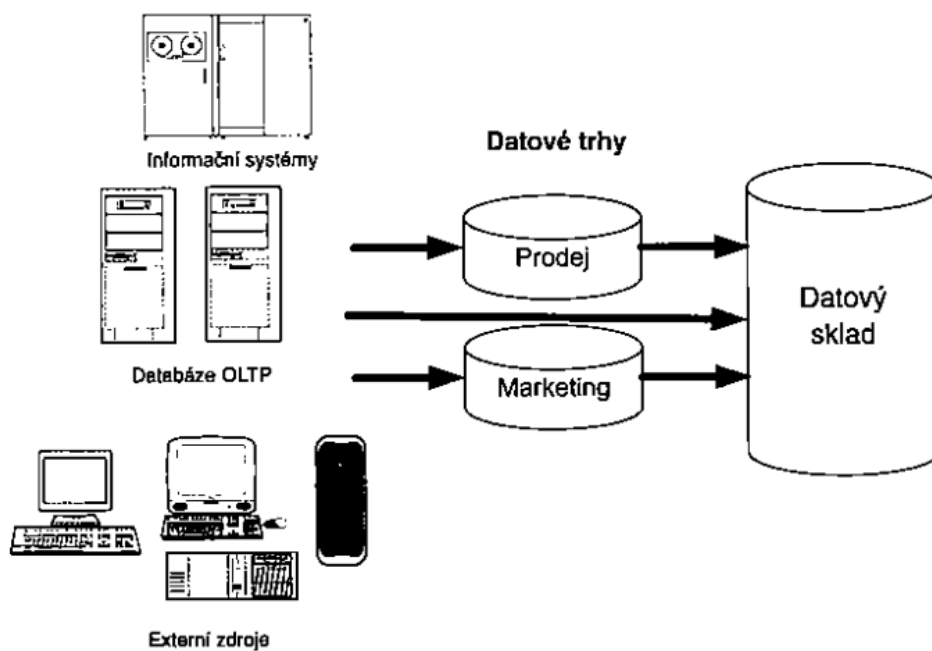 Informační systémy
Datové trhy
Prodej
Datový
sklad
Databáze OLTP
Marketing
Externí zdroje